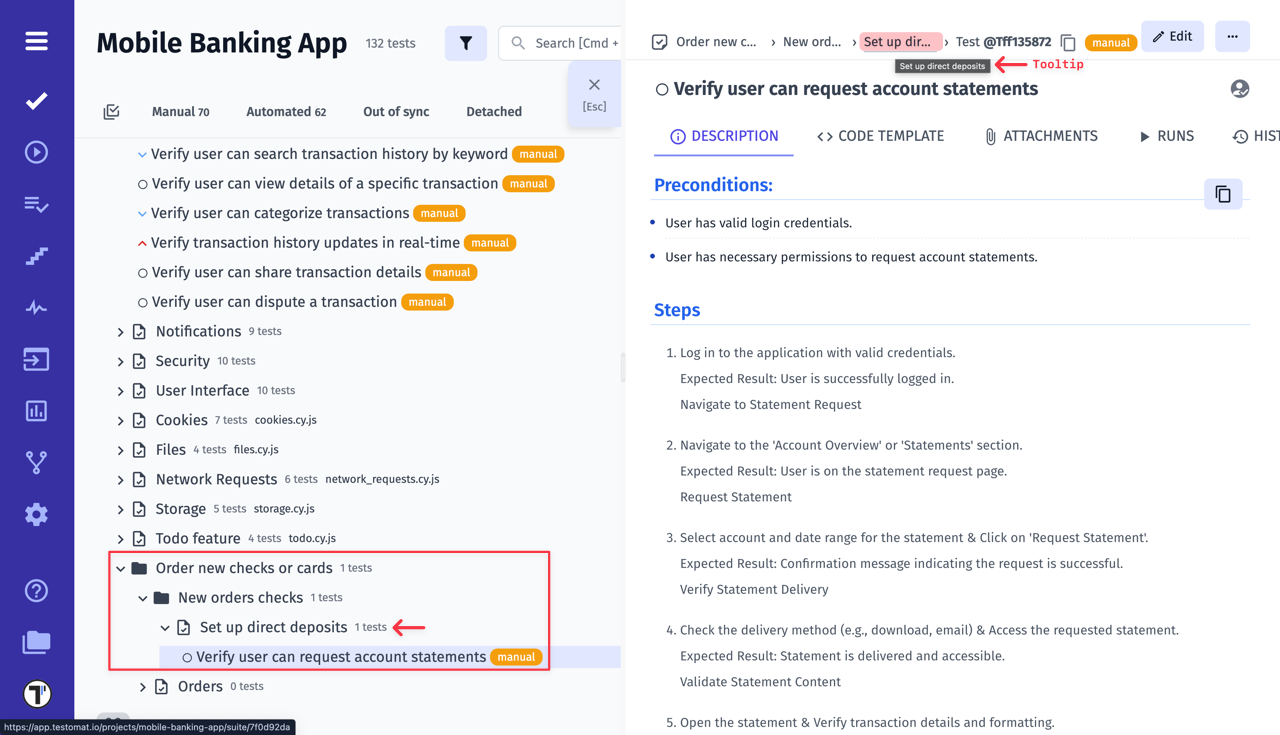 Mobile Banking App 132 tests
Search [Cmd +
[Esc]
Manual 70 Automated 62 Out of sync Detached
Verify user can search transaction history by keyword manual
Verify user can view details of a specific transaction manual
Verify user can categorize transactions manual
Verify transaction history updates in real-time manual
Verify user can share transaction details manual
Verify user can dispute a transaction manual
Notifications 9 tests
Security 10 tests
User Interface 10 tests
Cookies 7 tests cookies.cy.js
Files 4 tests files.cy.js
Network Requests 6 tests network_requests.cy.js
Storage 5 tests storage.cy.js
Todo feature 4 tests todo.cy.js
Order new checks or cards 1 tests
New orders checks 1 tests
Set up direct deposits 1 tests
Verify user can request account statements manual
Orders 0 tests
https://app.testomat.io/projects/mobile-banking-app/suite/7f0d92da
Order new c... › New ord... › Set up dir... › Test @Tff135872 manual Edit ...
Set up direct deposits Tooltip
Verify user can request account statements
DESCRIPTION CODE TEMPLATE ATTACHMENTS RUNS HIST
Preconditions:
• User has valid login credentials.
• User has necessary permissions to request account statements.
Steps
1. Log in to the application with valid credentials.
Expected Result: User is successfully logged in.
Navigate to Statement Request
2. Navigate to the 'Account Overview' or 'Statements' section.
Expected Result: User is on the statement request page.
Request Statement
3. Select account and date range for the statement & Click on 'Request Statement'.
Expected Result: Confirmation message indicating the request is successful.
Verify Statement Delivery
4. Check the delivery method (e.g., download, email) & Access the requested statement.
Expected Result: Statement is delivered and accessible.
Validate Statement Content
5. Open the statement & Verify transaction details and formatting.